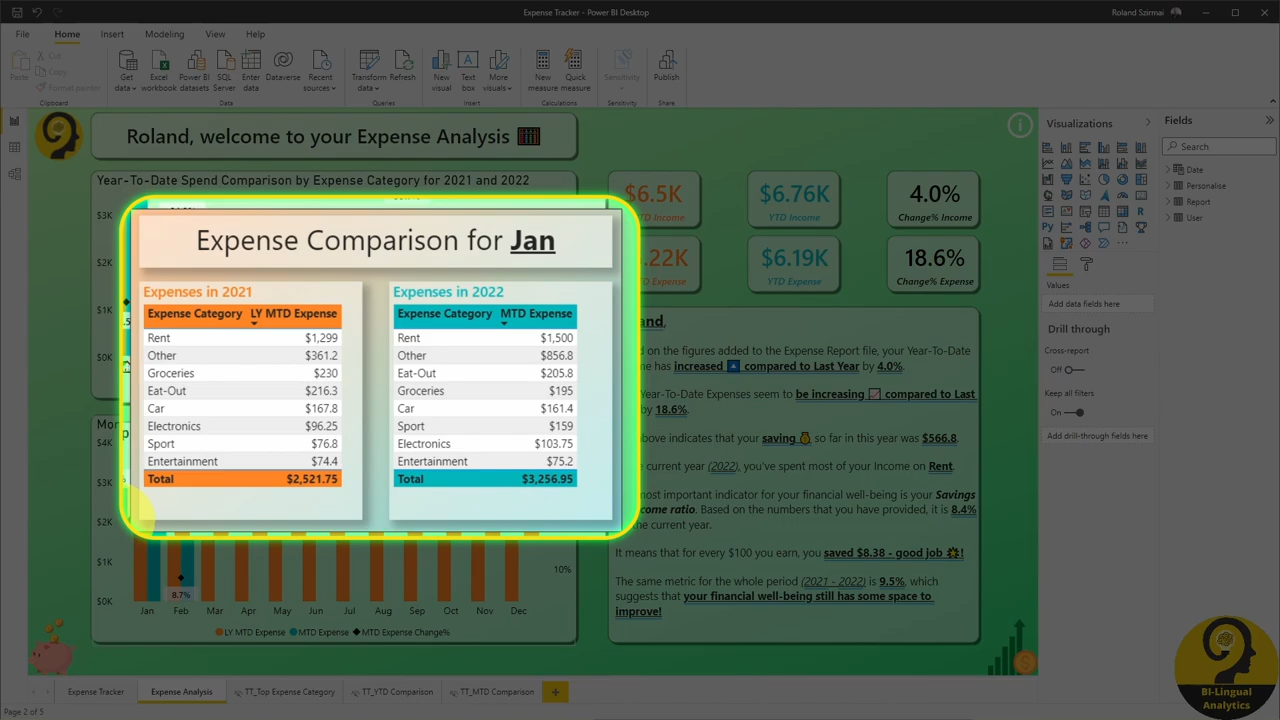 Expense Tracker - Power BI Desktop
Roland Szirmai
File Home Insert Modeling View Help
Paste
Cut
Copy
Format painter
Get data
Excel workbook
Power BI datasets
SQL Server
Enter data
Dataverse
Recent sources
Transform data
Refresh
New visual
Text box
More visuals
New measure
Quick measure
Sensitivity
Publish
Clipboard Data Queries Insert Calculations Sensitivity Share
Roland, welcome to your Expense Analysis
Year-To-Date Spend Comparison by Expense Category for 2021 and 2022
$3K
$2K
$1K
$0K
Expense Comparison for Jan
Expenses in 2021
Expense Category LY MTD Expense
Rent $1,299
Other $361.2
Groceries $230
Eat-Out $216.3
Car $167.8
Electronics $96.25
Sport $76.8
Entertainment $74.4
Total $2,521.75
Expenses in 2022
Expense Category MTD Expense
Rent $1,500
Other $856.8
Eat-Out $205.8
Groceries $195
Car $161.4
Sport $159
Electronics $103.75
Entertainment $75.2
Total $3,256.95
$6.5K
$6.76K
YTD Income
4.0%
Change% Income
$6.19K
YTD Expense
18.6%
Change% Expense
on the figures added to the Expense Report file, your Year-To-Date
has increased compared to Last Year by 4.0%.
Year-To-Date Expenses seem to be increasing compared to Last
by 18.6%.
above indicates that your saving so far in this year was $566.8.
current year (2022), you've spent most of your Income on Rent.
most important indicator for your financial well-being is your Savings
ratio. Based on the numbers that you have provided, it is 8.4%
the current year.
It means that for every $100 you earn, you saved $8.38 - good job !
The same metric for the whole period (2021 - 2022) is 9.5%, which
suggests that your financial well-being still has some space to
improve!
$4K
$3K
$2K
$1K
$0K
8.7%
10%
Jan Feb Mar Apr May Jun Jul Aug Sep Oct Nov Dec
LY MTD Expense MTD Expense MTD Expense Change%
Visualizations
Values
Add data fields here
Drill through
Cross-report
Off
Keep all filters
On
Add drill-through fields here
Fields
Search
Date
Personalise
Report
User
Expense Tracker Expense Analysis TT_Top Expense Category TT_YTD Comparison TT_MTD Comparison +
Page 2 of 5
BI-Lingual
Analytics